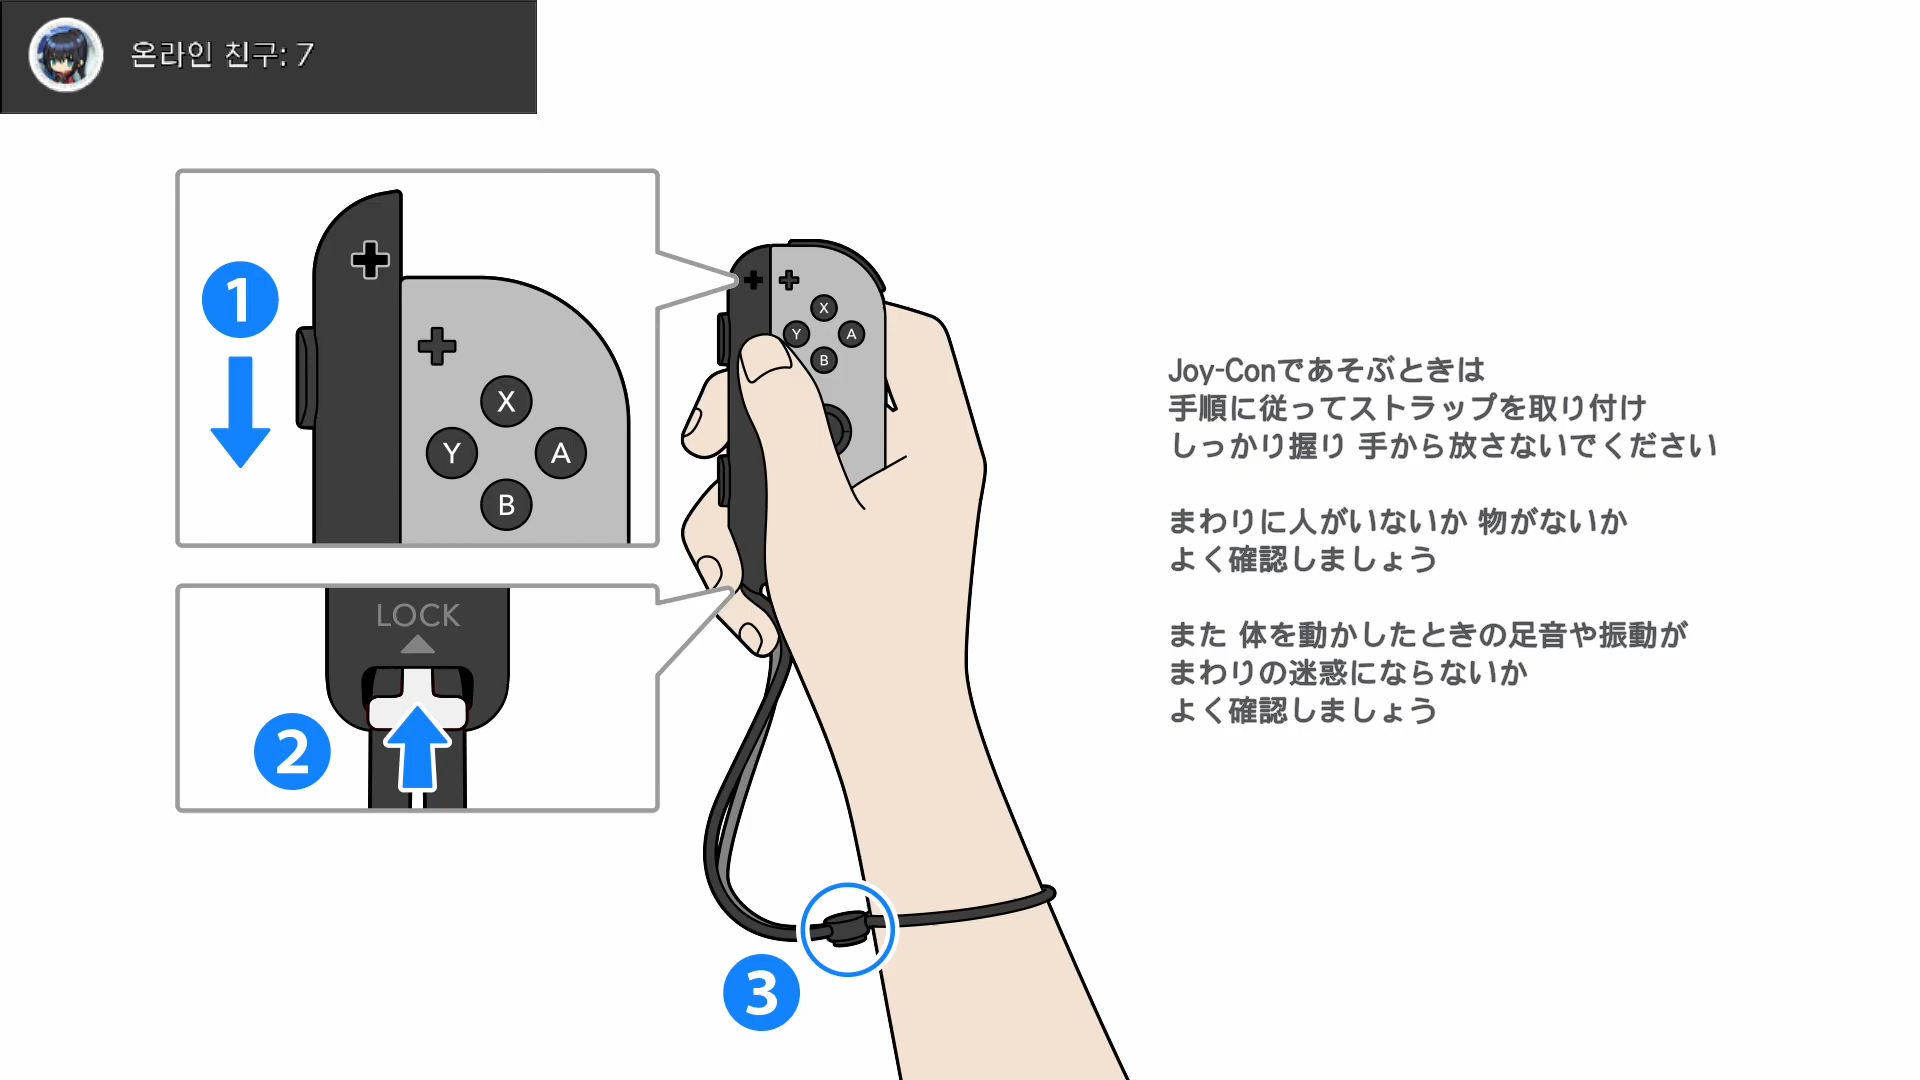 온라인 친구: 7
1
X
Y
A
B
X
Y
A
B
LOCK
2
3
Joy-Conであそぶときは
手順に従ってストラップを取り付け
しっかり握り 手から放さないでください
まわりに人がいないか 物がないか
よく確認しましょう
また 体を動かしたときの足音や振動が
まわりの迷惑にならないか
よく確認しましょう